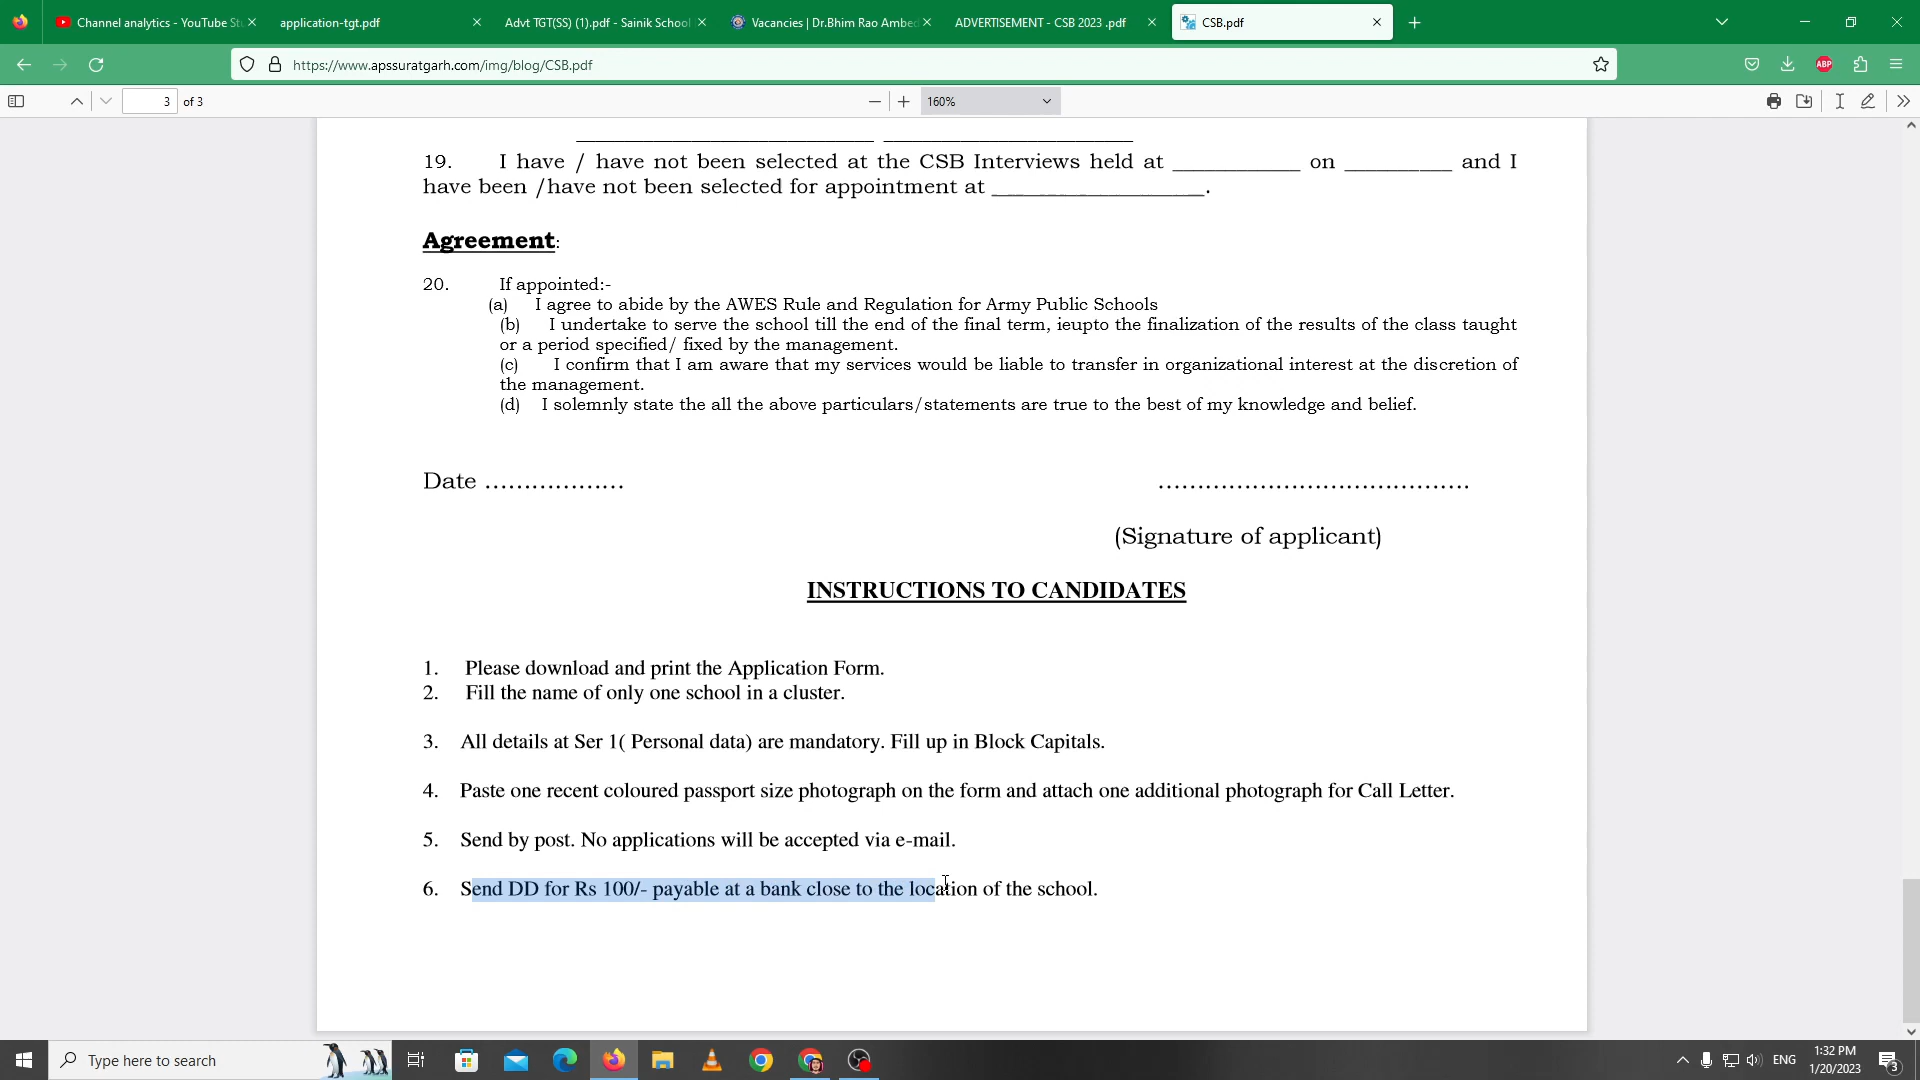 Channel analytics - YouTube St
application-tgt.pdf
Advt TGT(SS) (1).pdf - Sainik School
Vacancies | Dr.Bhim Rao Ambed
ADVERTISEMENT - CSB 2023 .pdf
CSB.pdf
https://www.apssuratgarh.com/img/blog/CSB.pdf
ABP
3 of 3
160%
19. I have / have not been selected at the CSB Interviews held at ____________ on __________ and I
have been /have not been selected for appointment at ____________________.
Agreement:
20. If appointed:-
(a) I agree to abide by the AWES Rule and Regulation for Army Public Schools
(b) I undertake to serve the school till the end of the final term, ieupto the finalization of the results of the class taught
or a period specified/ fixed by the management.
(c) I confirm that I am aware that my services would be liable to transfer in organizational interest at the discretion of
the management.
(d) I solemnly state the all the above particulars/statements are true to the best of my knowledge and belief.
Date ………………
………………………………….
(Signature of applicant)
INSTRUCTIONS TO CANDIDATES
1. Please download and print the Application Form.
2. Fill the name of only one school in a cluster.
3. All details at Ser 1( Personal data) are mandatory. Fill up in Block Capitals.
4. Paste one recent coloured passport size photograph on the form and attach one additional photograph for Call Letter.
5. Send by post. No applications will be accepted via e-mail.
6. Send DD for Rs 100/- payable at a bank close to the location of the school.
Type here to search
ENG
1:32 PM
1/20/2023
3